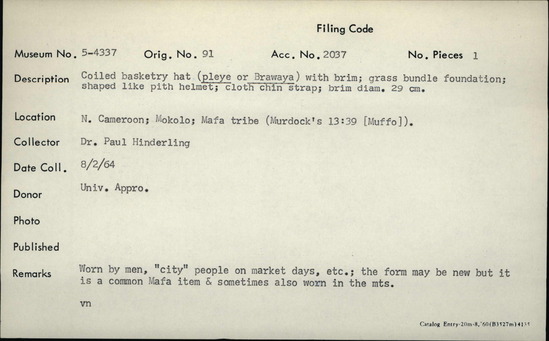 Filing Code
Museum No. 5-4337 Orig. No. 91 Acc. No. 2037 No. Pieces 1
Description Coiled basketry hat (pleye or Brawaya) with brim; grass bundle foundation;
shaped like pith helmet; cloth chin strap; brim diam. 29 cm.
Location N. Cameroon; Mokolo; Mafa tribe (Murdock's 13:39 [Muffo]).
Collector Dr. Paul Hinderling
Date Coll. 8/2/64
Donor Univ. Appro.
Photo
Published
Remarks Worn by men, "city" people on market days, etc.; the form may be new but it
is a common Mafa item & sometimes also worn in the mts.
vn
Catalog Entry-20m-8,'60(B3527m)4135